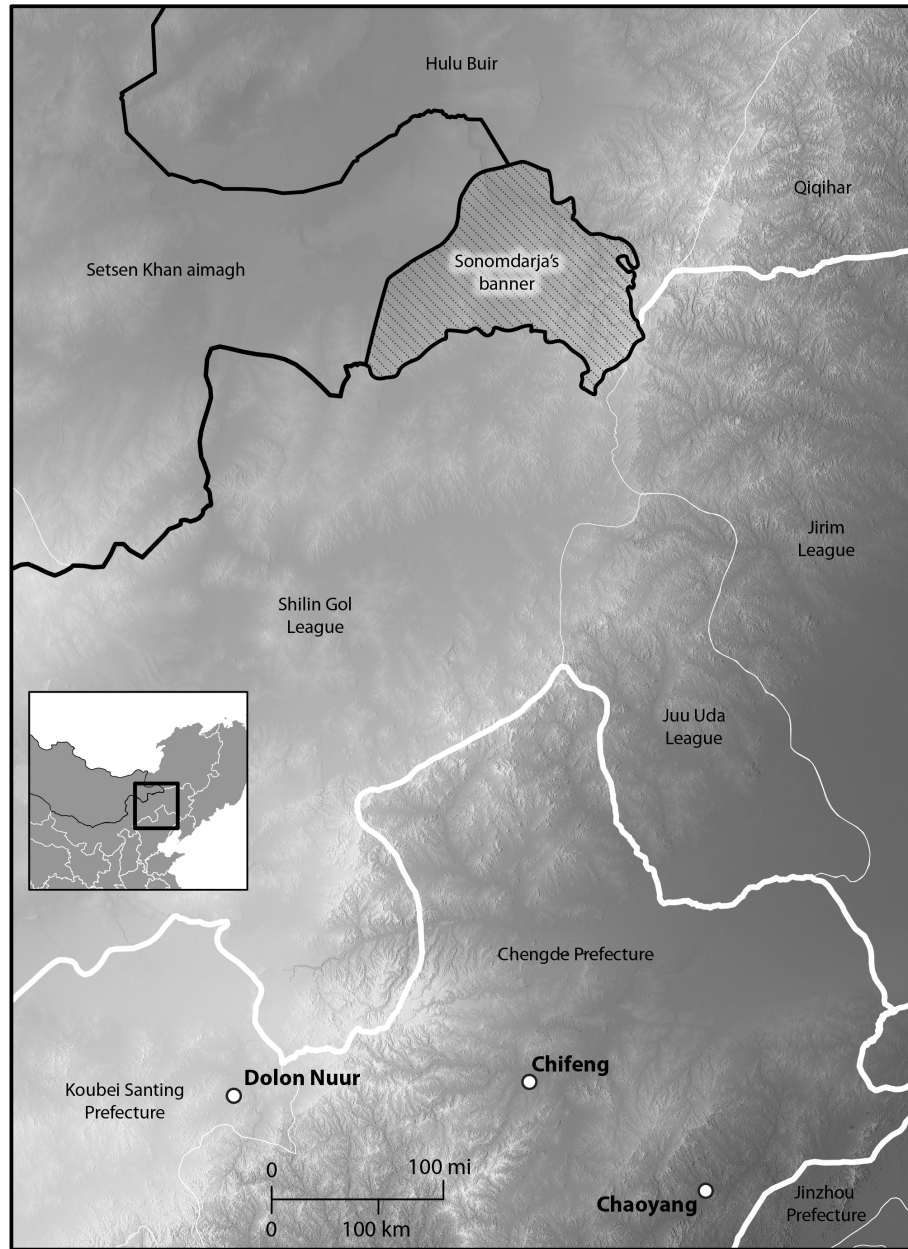 Hulu Buir
Qiqihar
Setsen Khan aimagh
Sonomdarja's
banner
Jirim
League
Shilin Gol
League
Juu Uda
League
Chengde Prefecture
Dolon Nuur
Chifeng
Koubei Santing
Prefecture
0
100 mi
0
100 km
Chaoyang
Jinzhou
Prefecture